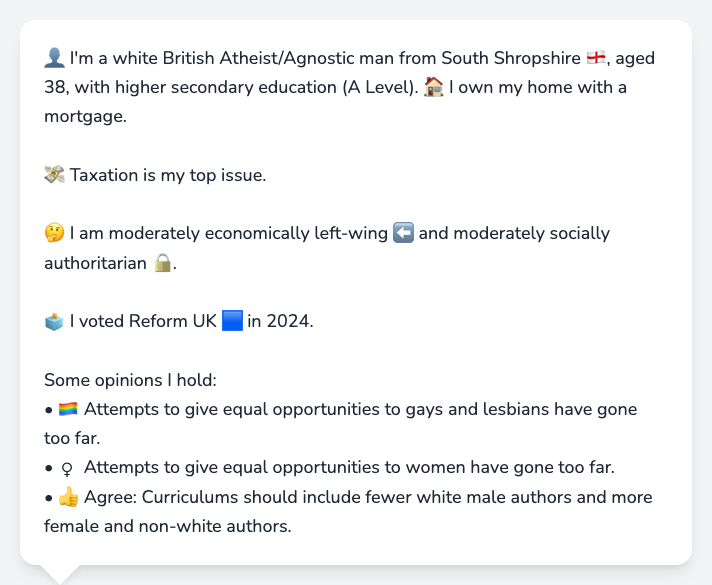 👤 I'm a white British Atheist/Agnostic man from South Shropshire 🏴󠁧󠁢󠁥󠁮󠁧󠁿, aged
38, with higher secondary education (A Level). 🏠 I own my home with a
mortgage.
💸 Taxation is my top issue.
🤔 I am moderately economically left-wing ⬅️ and moderately socially
authoritarian 🔒.
🗳️ I voted Reform UK 🟦 in 2024.
Some opinions I hold:
• 🏳️‍🌈 Attempts to give equal opportunities to gays and lesbians have gone
too far.
• ♀ Attempts to give equal opportunities to women have gone too far.
• 👍 Agree: Curriculums should include fewer white male authors and more
female and non-white authors.